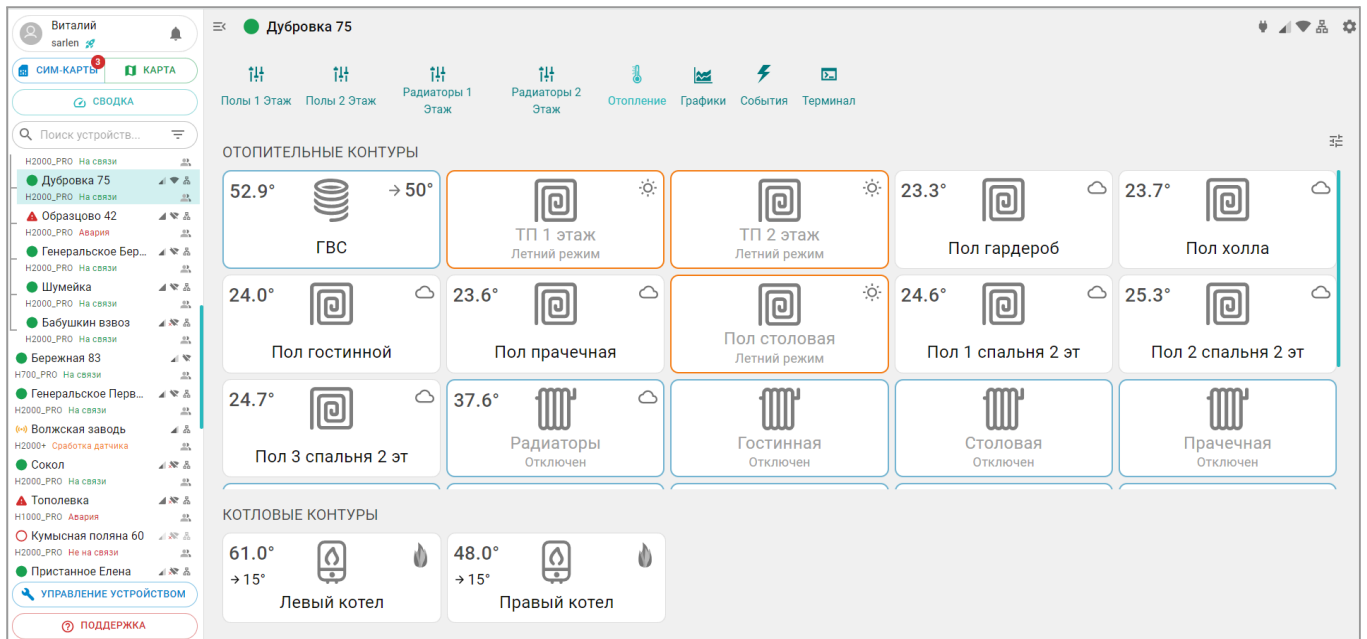 Виталий
sarlen
СИМ-КАРТЫ
3
КАРТА
СВОДКА
Поиск устройств...
H2000_PRO На связи
Дубровка 75
H2000_PRO На связи
Образцово 42
H2000_PRO Авария
Генеральское Бер...
H2000_PRO На связи
Шумейка
H2000_PRO На связи
Бабушкин взвоз
H2000_PRO На связи
Бережная 83
H700_PRO На связи
Генеральское Перв...
H2000_PRO На связи
Волжская заводь
H2000+ Сработка датчика
Сокол
H2000_PRO На связи
Тополевка
H1000_PRO Авария
Кумысная поляна 60
H2000_PRO Не на связи
Пристанное Елена
УПРАВЛЕНИЕ УСТРОЙСТВОМ
ПОДДЕРЖКА
Дубровка 75
Полы 1 Этаж
Полы 2 Этаж
Радиаторы 1
Этаж
Радиаторы 2
Этаж
Отопление
Графики
События
Терминал
ОТОПИТЕЛЬНЫЕ КОНТУРЫ
52.9° → 50°
ГВС
ТП 1 этаж
Летний режим
ТП 2 этаж
Летний режим
23.3°
Пол гардероб
23.7°
Пол холла
24.0°
Пол гостинной
23.6°
Пол прачечная
Пол столовая
Летний режим
24.6°
Пол 1 спальня 2 эт
25.3°
Пол 2 спальня 2 эт
24.7°
Пол 3 спальня 2 эт
37.6°
Радиаторы
Отключен
Гостинная
Отключен
Столовая
Отключен
Прачечная
Отключен
КОТЛОВЫЕ КОНТУРЫ
61.0°
→ 15°
Левый котел
48.0°
→ 15°
Правый котел